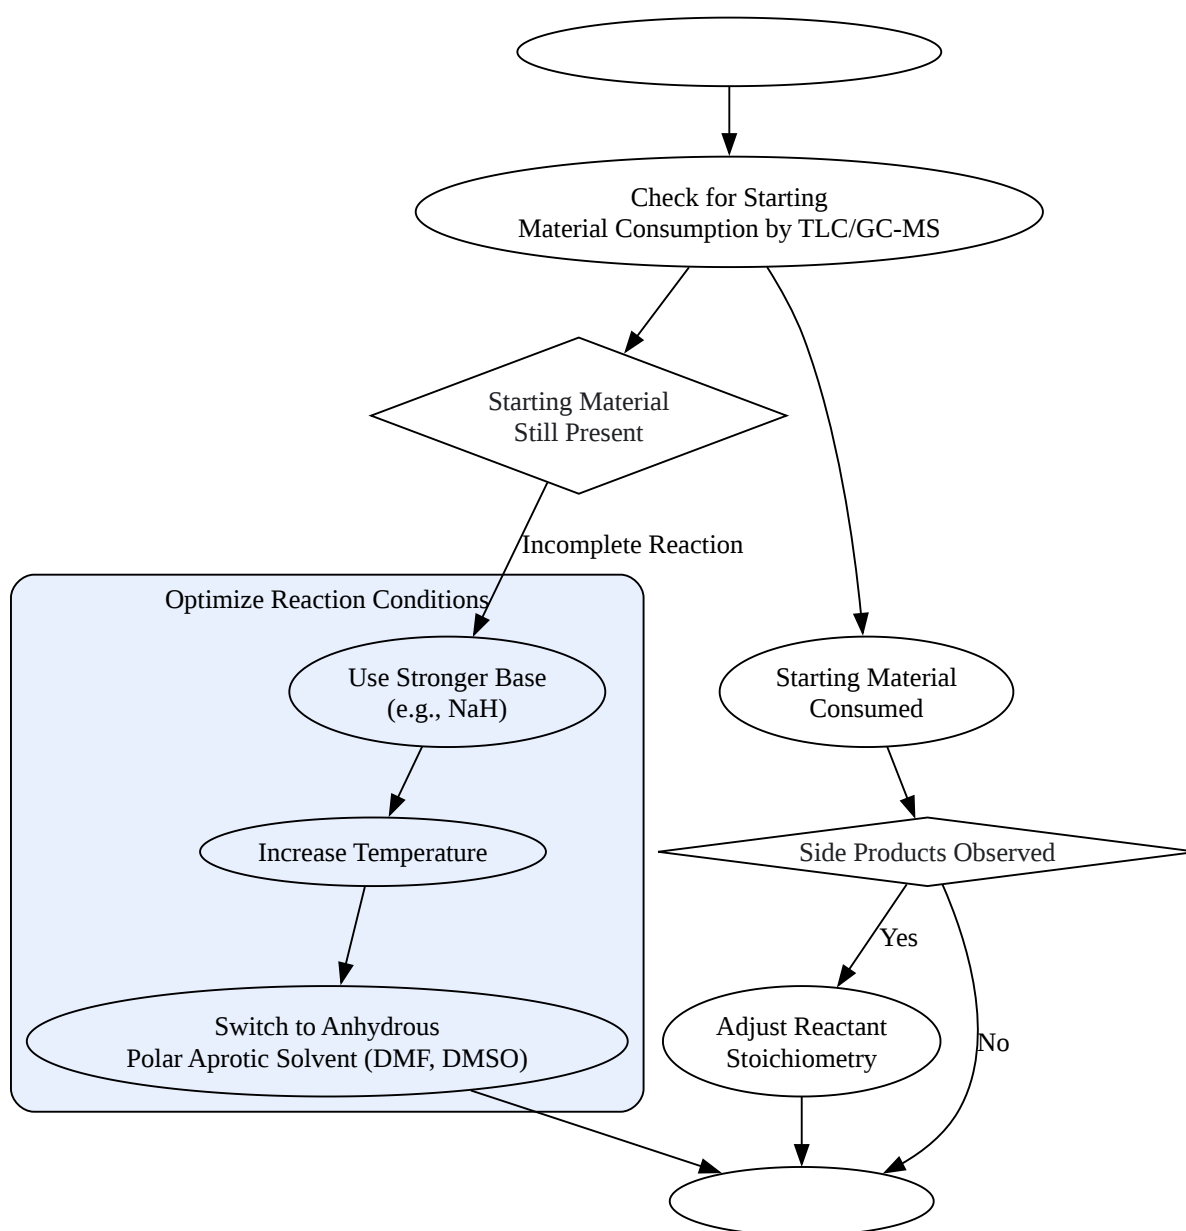 Check for Starting
Material Consumption by TLC/GC-MS
Starting Material
Still Present
Incomplete Reaction
Optimize Reaction Conditions
Use Stronger Base
(e.g., NaH)
Starting Material
Consumed
Increase Temperature
Side Products Observed
Yes
Switch to Anhydrous
Polar Aprotic Solvent (DMF, DMSO)
Adjust Reactant
Stoichiometry
No